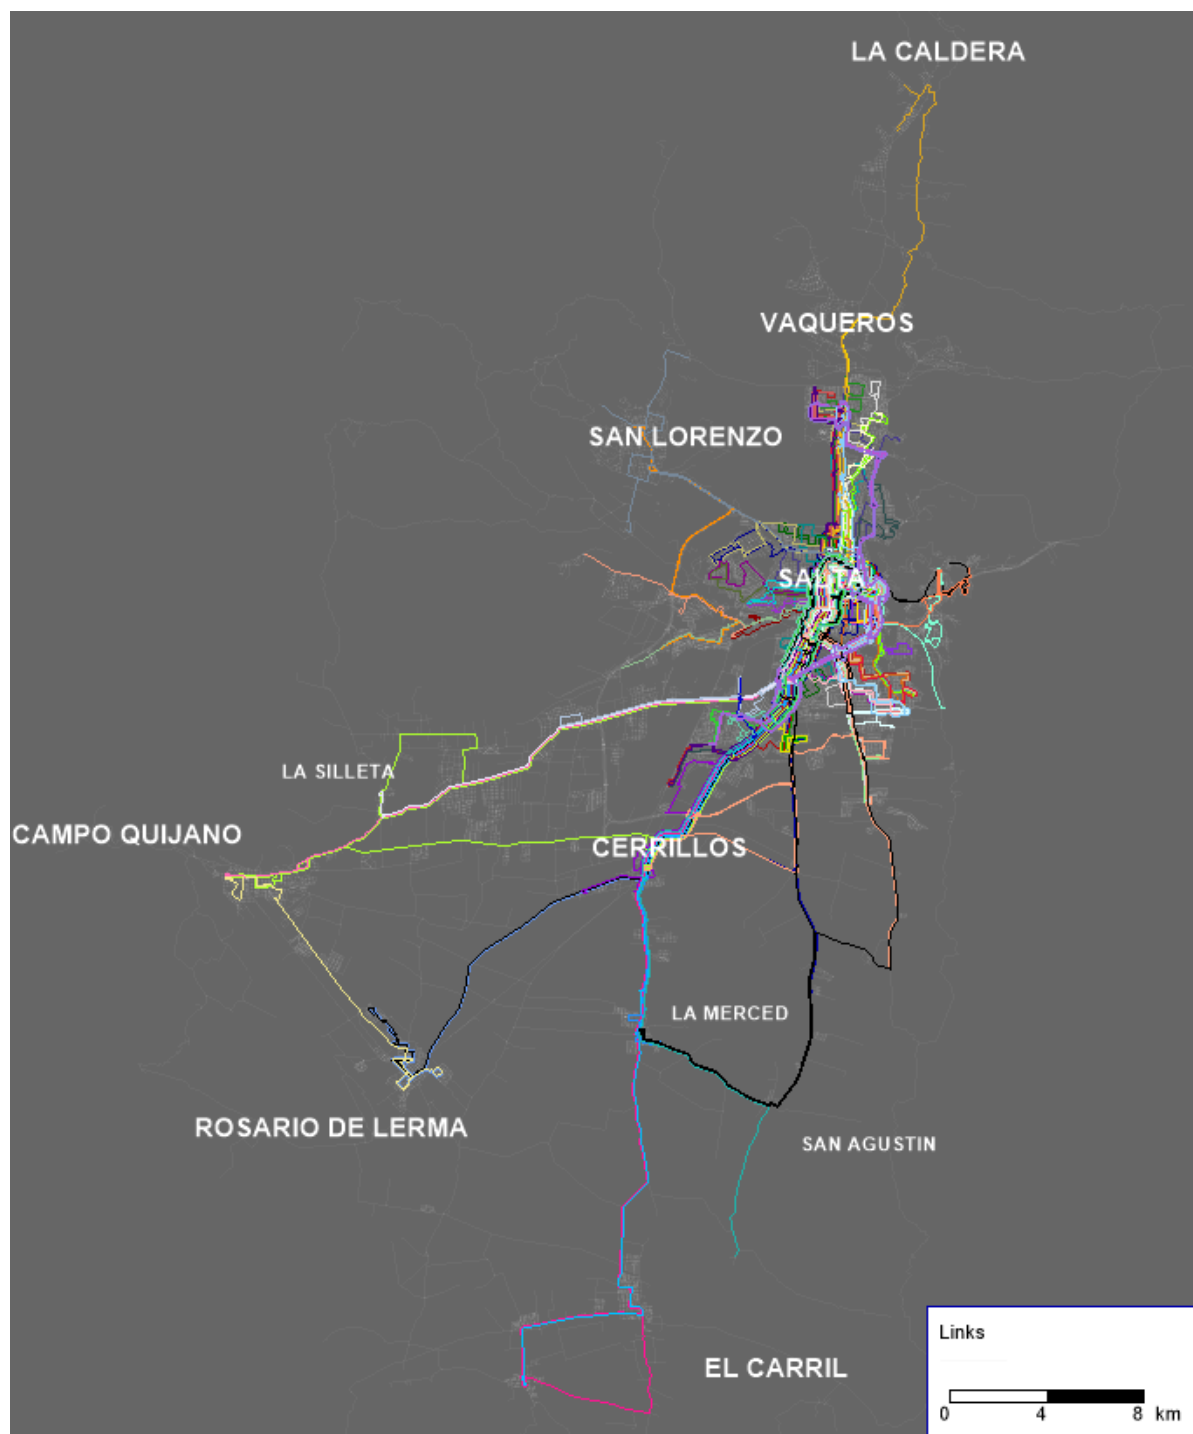 LA CALDERA
VAQUEROS
SAN LORENZO
SALTA
LA SILLETA
CAMPO QUIJANO
CERRILLOS
LA MERCED
ROSARIO DE LERMA
SAN AGUSTIN
EL CARRIL
Links
0 4 8 km